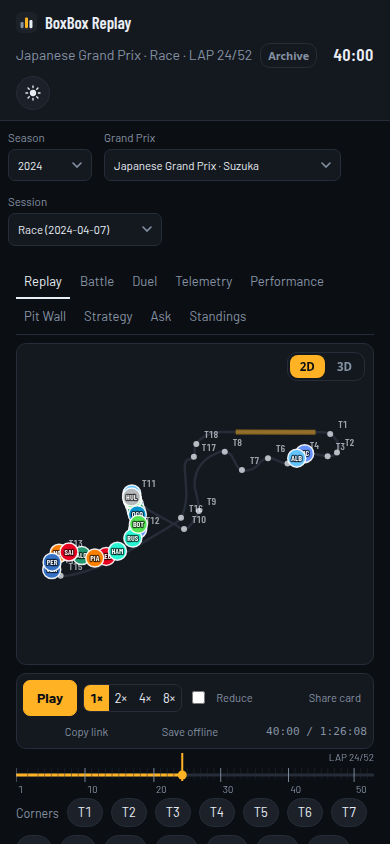 BoxBox Replay
Japanese Grand Prix · Race · LAP 24/52 Archive 40:00
Season Grand Prix
2024 Japanese Grand Prix · Suzuka
Session
Race (2024-04-07)
Replay Battle Duel Telemetry Performance
Pit Wall Strategy Ask Standings
2D 3D
T1
T18
T2
T8 T6 T4 T3
T17
ALB
T7
T11
HUL
T9
T12 T10
BOT
RUS
T13
SAI HAM
PER PIA
T15
Play 1× 2× 4× 8× Reduce Share card
Copy link Save offline 40:00 / 1:26:08
LAP 24/52
1 10 20 30 40 50
Corners T1 T2 T3 T4 T5 T6 T7